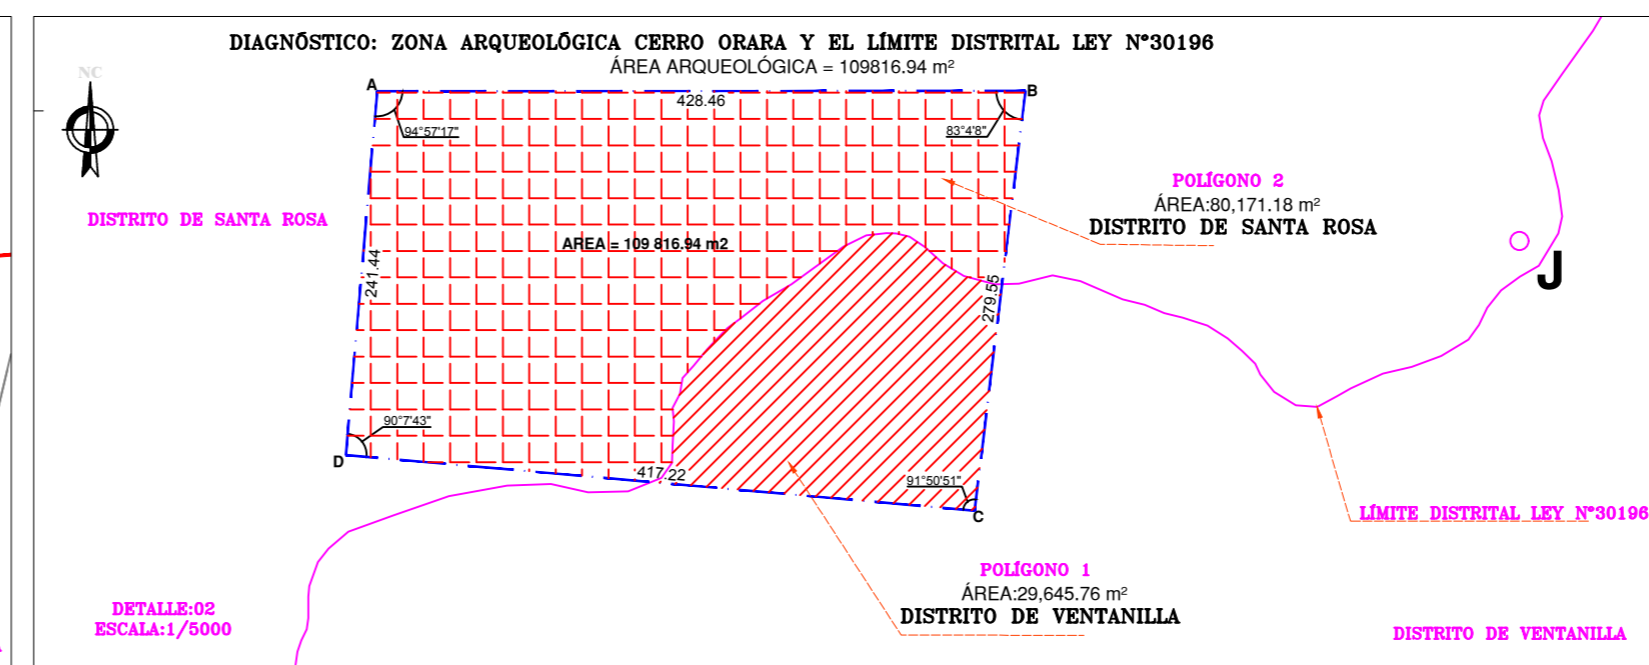 DIAGNÓSTICO: ZONA ARQUEOLÓGICA CERRO ORARA Y EL LÍMITE DISTRITAL LEY N°30196
ÁREA ARQUEOLÓGICA = 109816.94 m²
NC
A
B
428.46
94°57'17"
83°4'8"
POLÍGONO 2
ÁREA:80,171.18 m²
DISTRITO DE SANTA ROSA
DISTRITO DE SANTA ROSA
AREA = 109 816.94 m2
241.44
279.55
J
90°7'43"
D
417.22
91°50'51"
C
LÍMITE DISTRITAL LEY N°30196
POLÍGONO 1
ÁREA:29,645.76 m²
DISTRITO DE VENTANILLA
DETALLE:02
ESCALA:1/5000
DISTRITO DE VENTANILLA